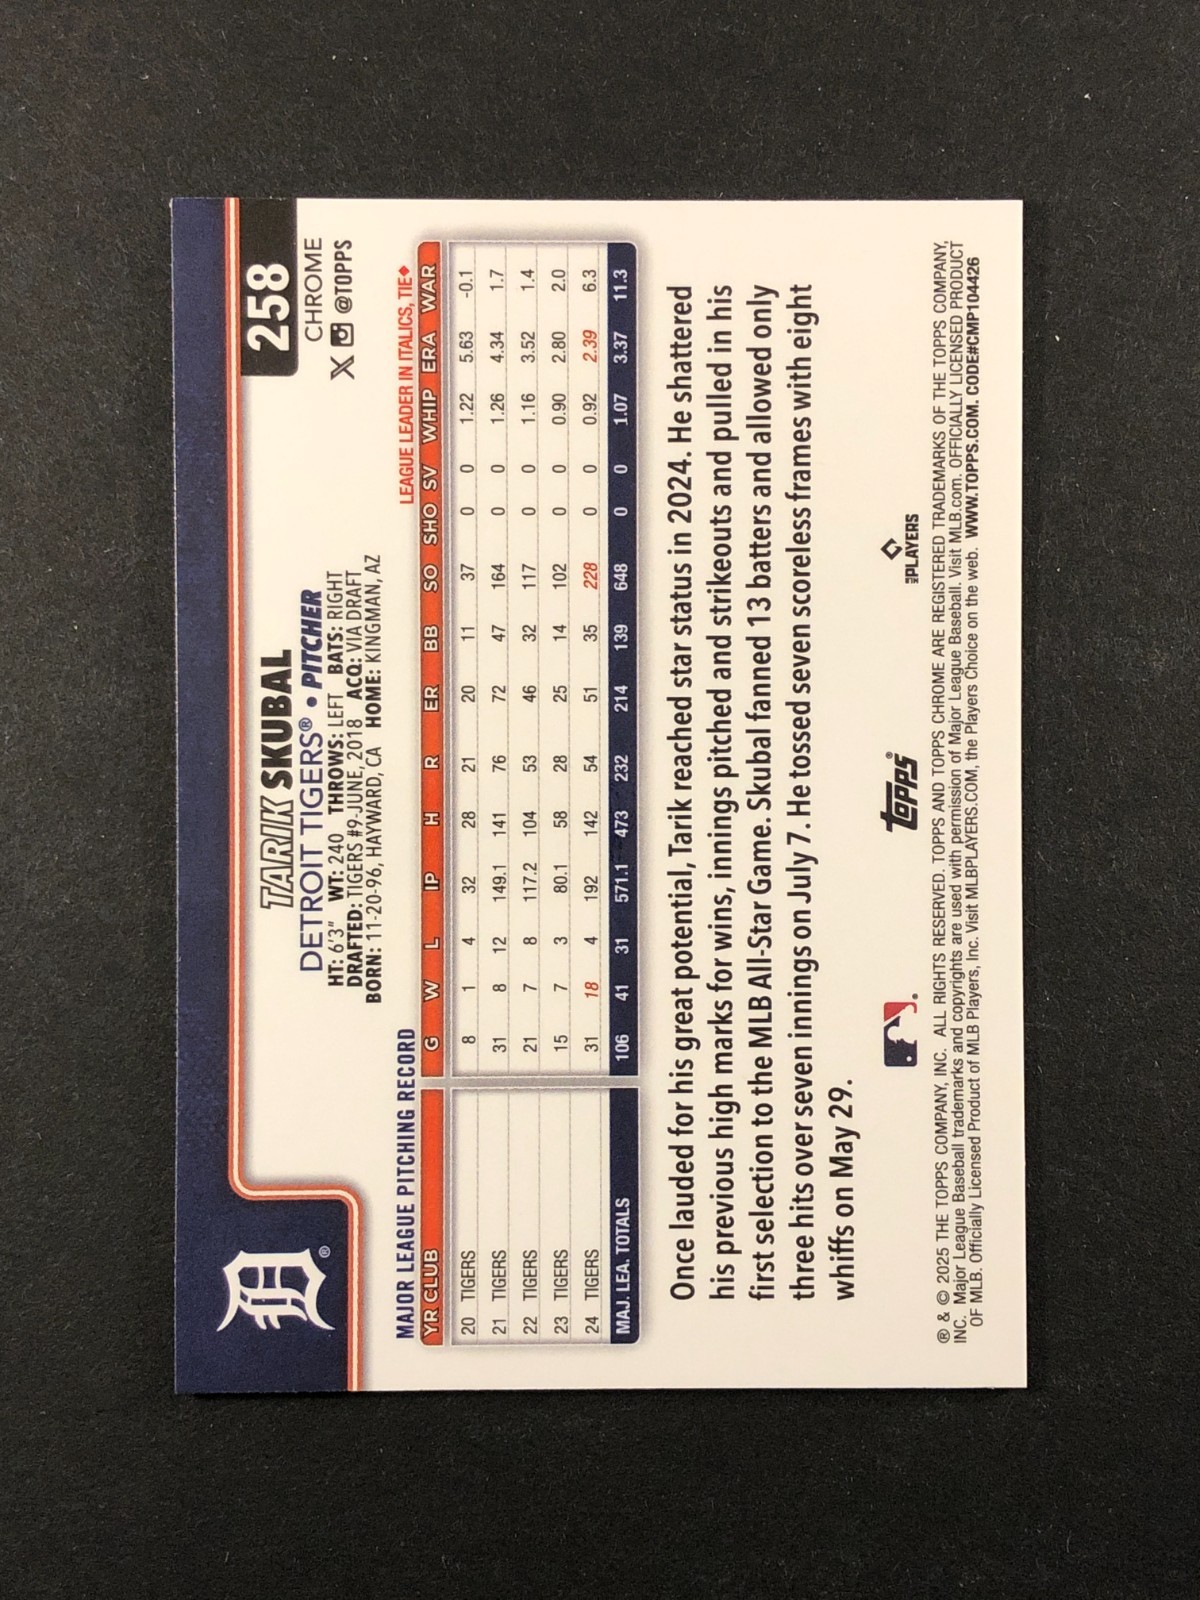 258
CHROME
X @TOPPS
TARIK SKUBAL
DETROIT TIGERS® • PITCHER
HT: 6'3" WT: 240 THROWS: LEFT BATS: RIGHT
DRAFTED: TIGERS #9-JUNE, 2018 ACQ: VIA DRAFT
BORN: 11-20-96, HAYWARD, CA HOME: KINGMAN, AZ
D®
MAJOR LEAGUE PITCHING RECORD LEAGUE LEADER IN ITALICS, TIE♦
YR CLUB G W L IP H R ER BB SO SHO SV WHIP ERA WAR
20 TIGERS 8 1 4 32 28 21 20 11 37 0 0 1.22 5.63 -0.1
21 TIGERS 31 8 12 149.1 141 76 72 47 164 0 0 1.26 4.34 1.7
22 TIGERS 21 7 8 117.2 104 53 46 32 117 0 0 1.16 3.52 1.4
23 TIGERS 15 7 3 80.1 58 28 25 14 102 0 0 0.90 2.80 2.0
24 TIGERS 31 18 4 192 142 54 51 35 228 0 0 0.92 2.39 6.3
MAJ. LEA. TOTALS 106 41 31 571.1 473 232 214 139 648 0 0 1.07 3.37 11.3
Once lauded for his great potential, Tarik reached star status in 2024. He shattered
his previous high marks for wins, innings pitched and strikeouts and pulled in his
first selection to the MLB All-Star Game. Skubal fanned 13 batters and allowed only
three hits over seven innings on July 7. He tossed seven scoreless frames with eight
whiffs on May 29.
TOPPS®
MLB PLAYERS
® & © 2025 THE TOPPS COMPANY, INC. ALL RIGHTS RESERVED. TOPPS AND TOPPS CHROME ARE REGISTERED TRADEMARKS OF THE TOPPS COMPANY,
INC. Major League Baseball trademarks and copyrights are used with permission of Major League Baseball. Visit MLB.com. OFFICIALLY LICENSED PRODUCT
OF MLB. Officially Licensed Product of MLB Players, Inc. Visit MLBPLAYERS.COM, the Players Choice on the web. WWW.TOPPS.COM. CODE#CMP104426